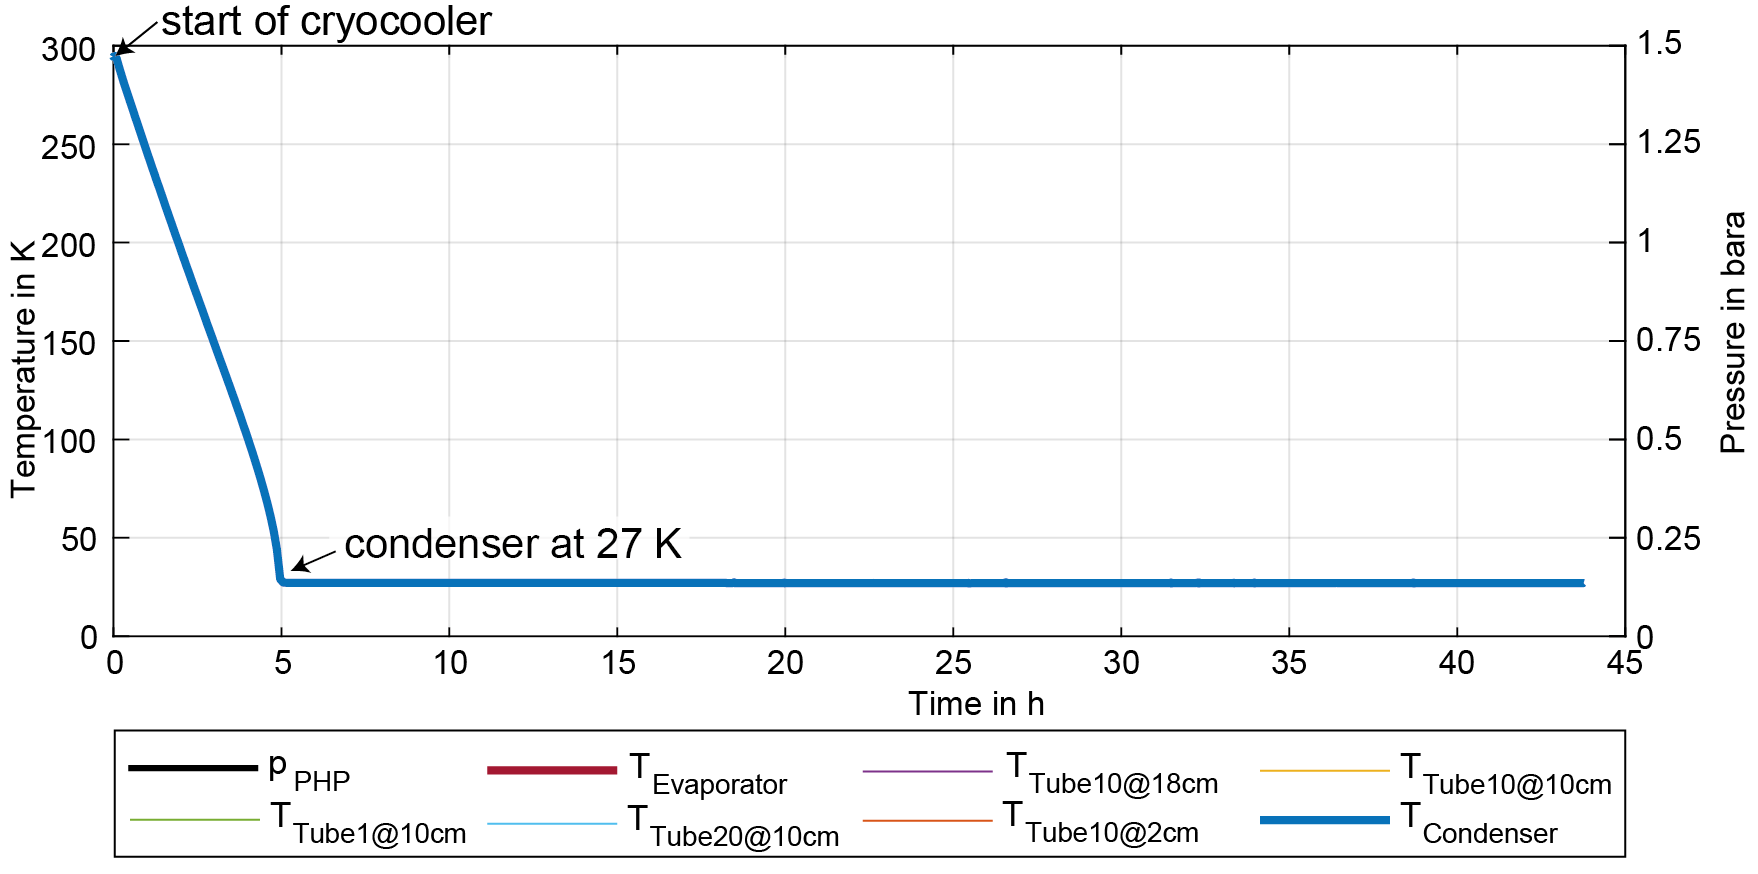 start of cryocooler
300
250
200
150
100
50
0
Temperature in K
1.5
1.25
1
0.75
0.5
0.25
0
Pressure in bara
condenser at 27 K
0 5 10 15 20 25 30 35 40 45
Time in h
p PHP T Evaporator T Tube10@18cm T Tube10@10cm
T Tube1@10cm T Tube20@10cm T Tube10@2cm T Condenser